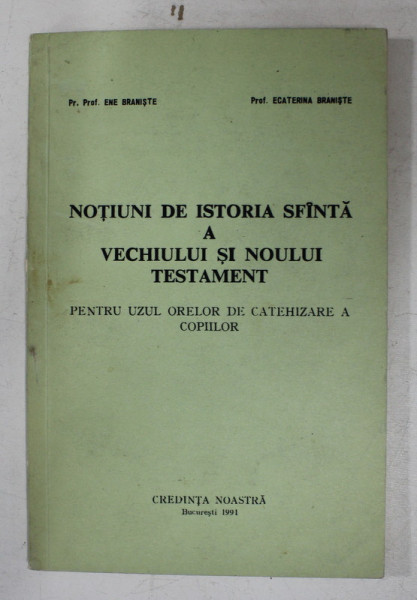 Pr. Prof. ENE BRANIȘTE Prof. ECATERINA BRANIȘTE
NOȚIUNI DE ISTORIA SFÎNTĂ
A
VECHIULUI ȘI NOULUI
TESTAMENT
PENTRU UZUL ORELOR DE CATEHIZARE A
COPIILOR
CREDINȚA NOASTRĂ
București 1991